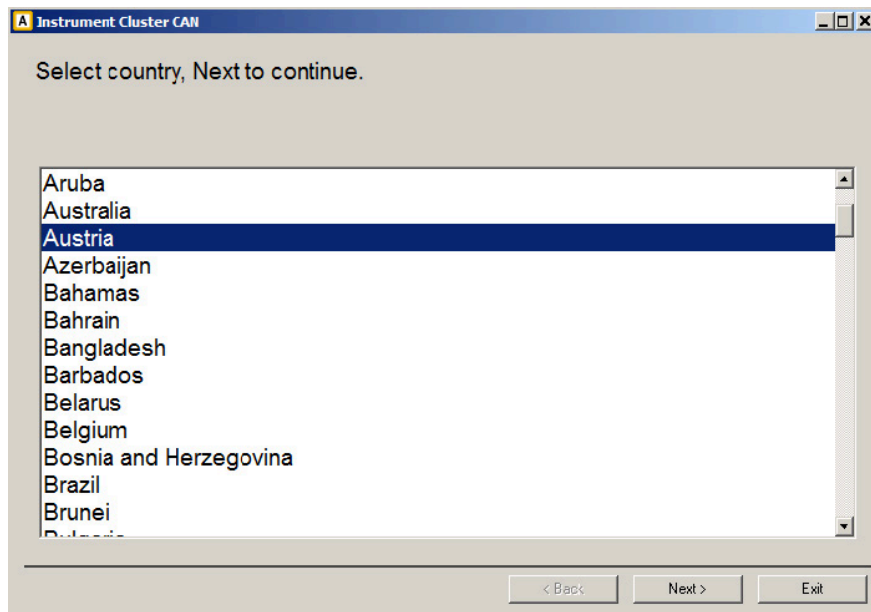 A Instrument Cluster CAN
Select country, Next to continue.
Aruba
Australia
Austria
Azerbaijan
Bahamas
Bahrain
Bangladesh
Barbados
Belarus
Belgium
Bosnia and Herzegovina
Brazil
Brunei
< Back Next > Exit